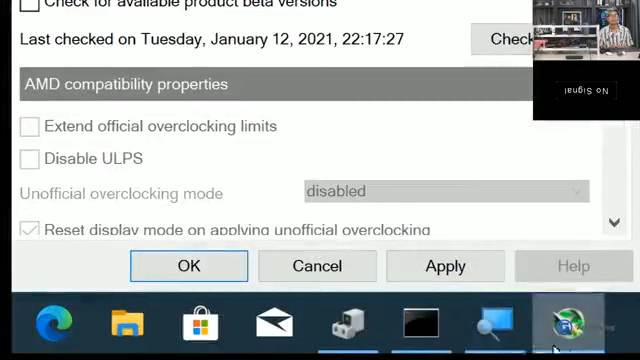 Check for available product beta versions
Last checked on Tuesday, January 12, 2021, 22:17:27
Check
AMD compatibility properties
No Signal
Extend official overclocking limits
Disable ULPS
Unofficial overclocking mode
disabled
Reset display mode on applying unofficial overclocking
OK
Cancel
Apply
Help